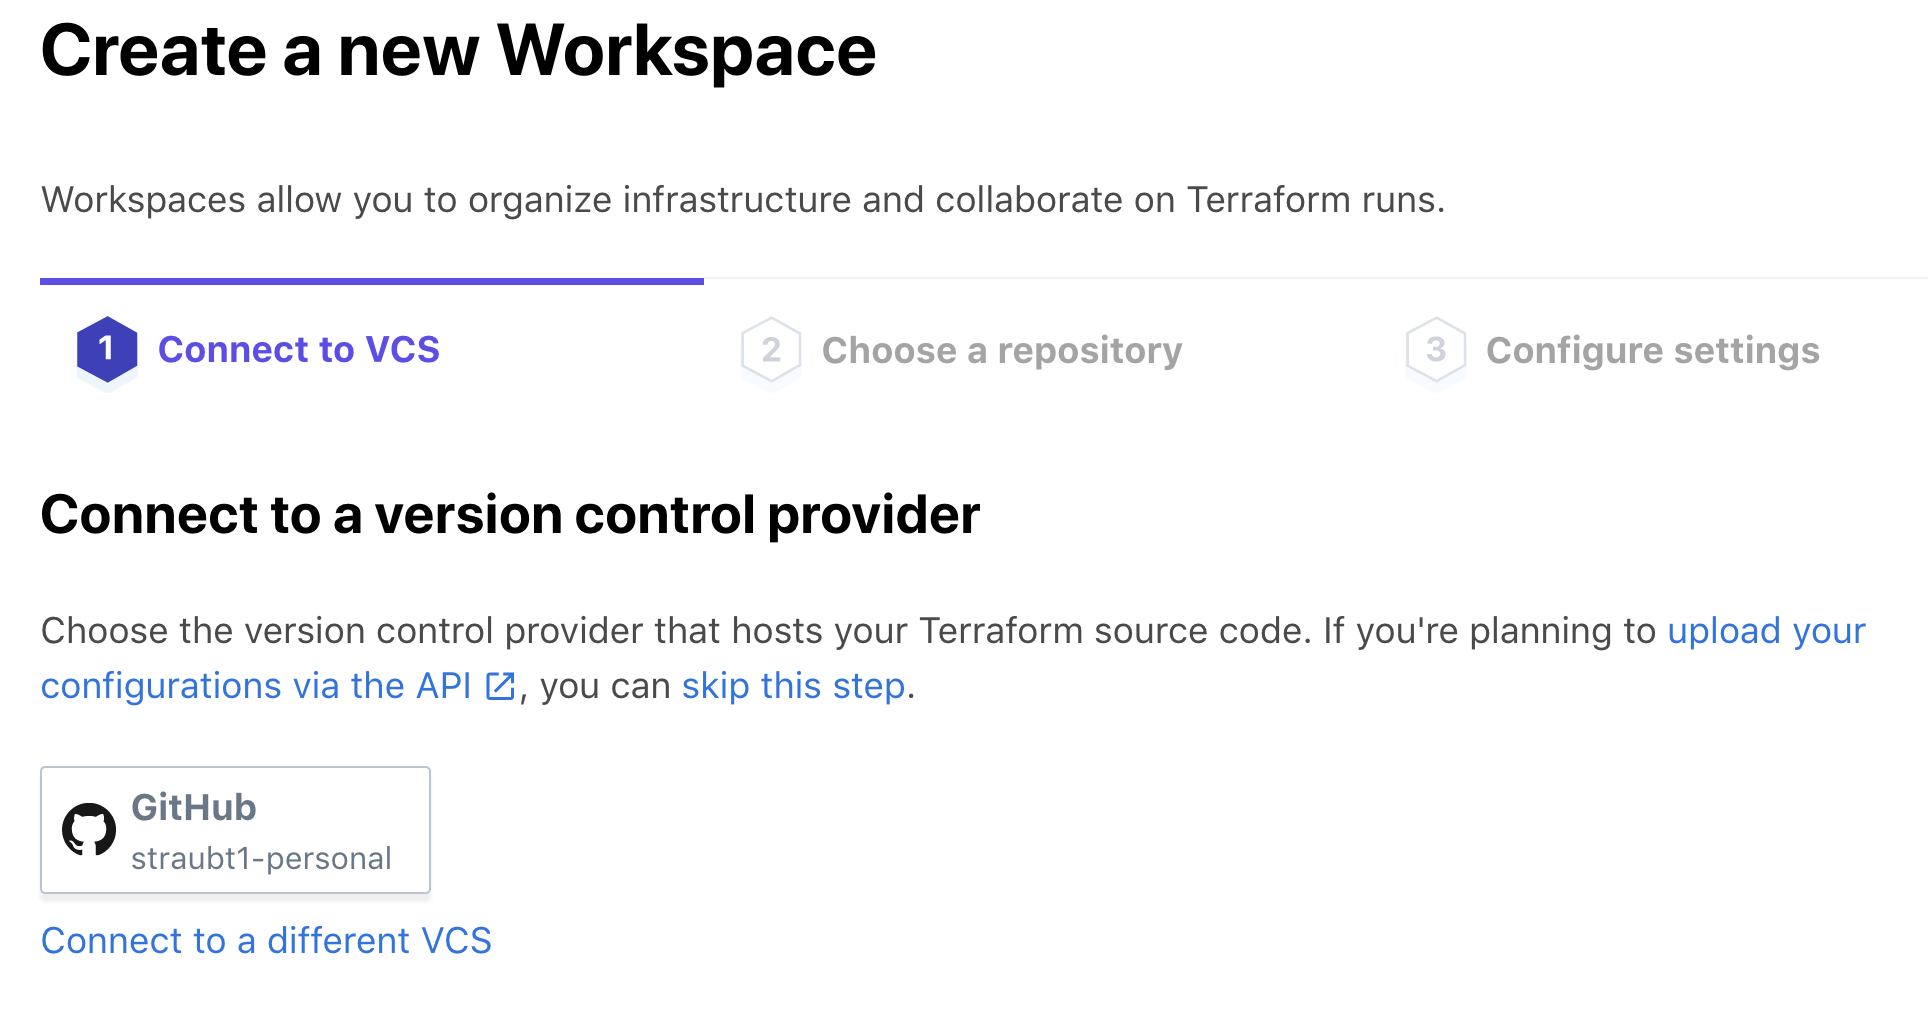 Create a new Workspace
Workspaces allow you to organize infrastructure and collaborate on Terraform runs.
1 Connect to VCS
2 Choose a repository
3 Configure settings
Connect to a version control provider
Choose the version control provider that hosts your Terraform source code. If you're planning to upload your
configurations via the API , you can skip this step.
GitHub
straubt1-personal
Connect to a different VCS